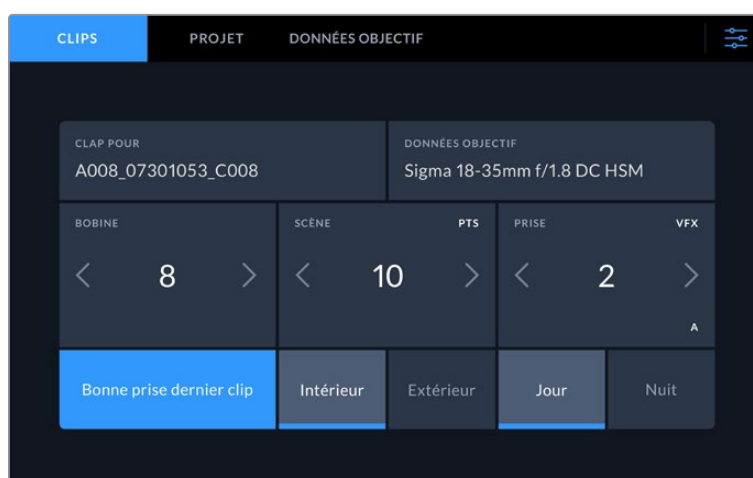 CLIPS PROJET DONNÉES OBJECTIF
CLAP POUR DONNÉES OBJECTIF
A008_07301053_C008 Sigma 18-35mm f/1.8 DC HSM
BOBINE SCÈNE PTS PRISE VFX
8 10 2
A
Bonne prise dernier clip Intérieur Extérieur Jour Nuit